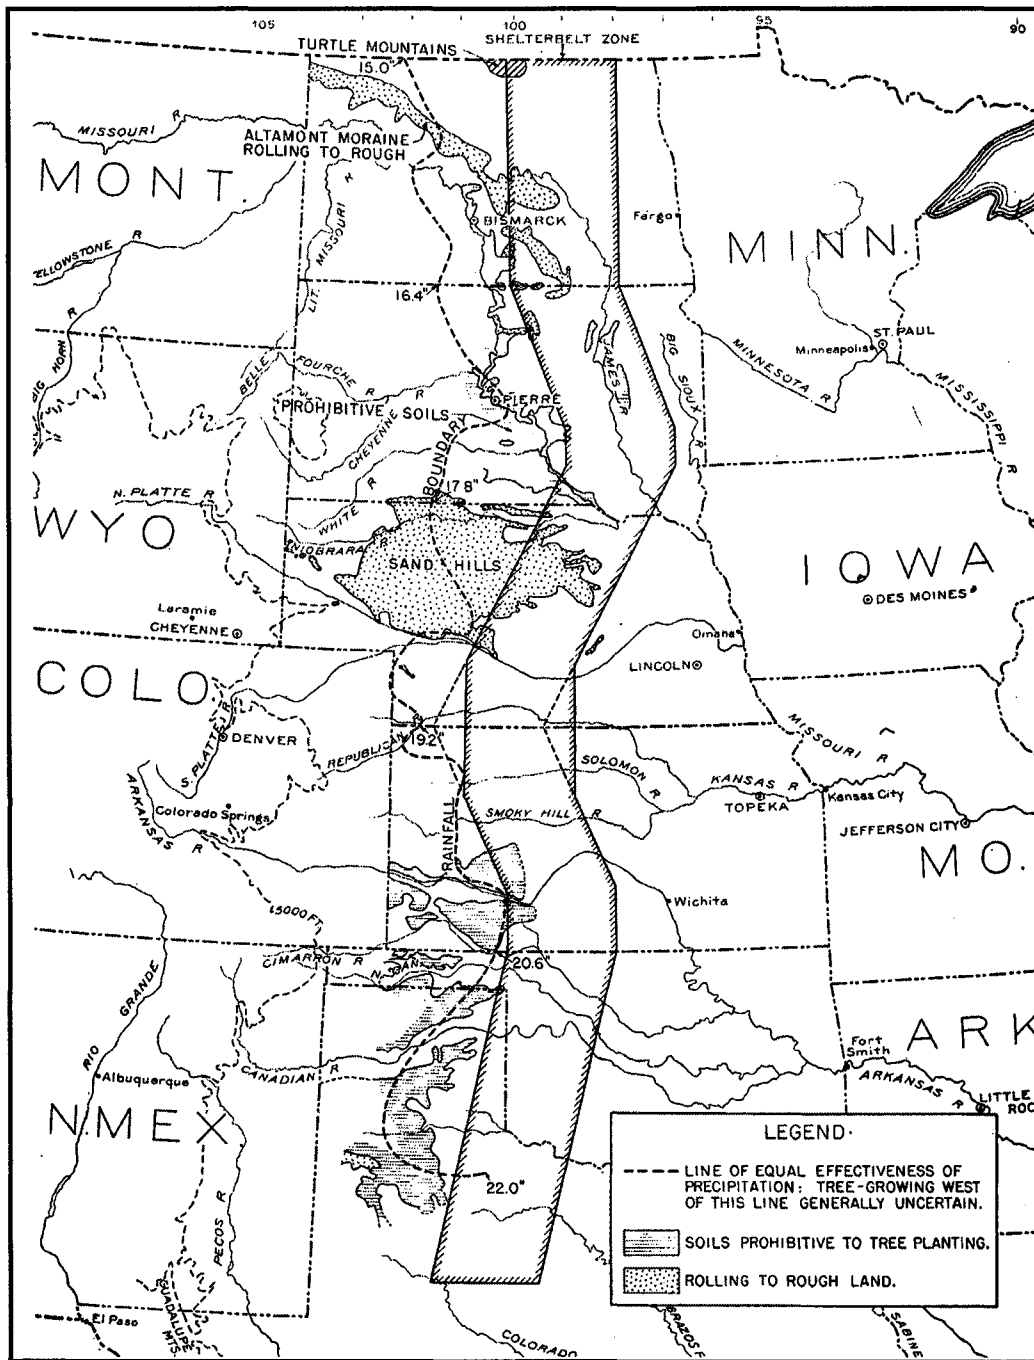 105
100
95
90
SHELTERBELT ZONE
TURTLE MOUNTAINS
15.0"
MISSOURI R
ALTAMONT MORAINE
ROLLING TO ROUGH
MONT.
BISMARCK
Fargo
MINN.
YELLOWSTONE R
LIT. MISSOURI R
16.4"
BIG HORN R
BELLE FOURCHE R
JAMES R
BIG SIOUX R
ST. PAUL
Minneapolis
MINNESOTA R
MISSISSIPPI R
PIERRE
PROHIBITIVE SOILS
CHEYENNE R
BOUNDARY
17.8"
N. PLATTE R
WHITE R
WYO
NIOBRARA R
SAND HILLS
IOWA
DES MOINES
Laramie
CHEYENNE
Omaha
LINCOLN
COLO.
S. PLATTE R
DENVER
REPUBLICAN R
19.2"
SOLOMON R
MISSOURI R
KANSAS R
TOPEKA
Kansas City
ARKANSAS R
Colorado Springs
RAINFALL
SMOKY HILL R
JEFFERSON CITY
MO.
5000 FT.
Wichita
CIMARRON R
N. CAN
20.6"
RIO GRANDE
ARK
Fort
Smith
ARKANSAS R
LITTLE
ROC
Albuquerque
CANADIAN R
N.MEX
PECOS R
22.0"
LEGEND.
LINE OF EQUAL EFFECTIVENESS OF
PRECIPITATION; TREE-GROWING WEST
OF THIS LINE GENERALLY UNCERTAIN.
SOILS PROHIBITIVE TO TREE PLANTING.
ROLLING TO ROUGH LAND.
El Paso
GUADALUPE
MTS.
COLORADO
BRAZOS R
SABINE